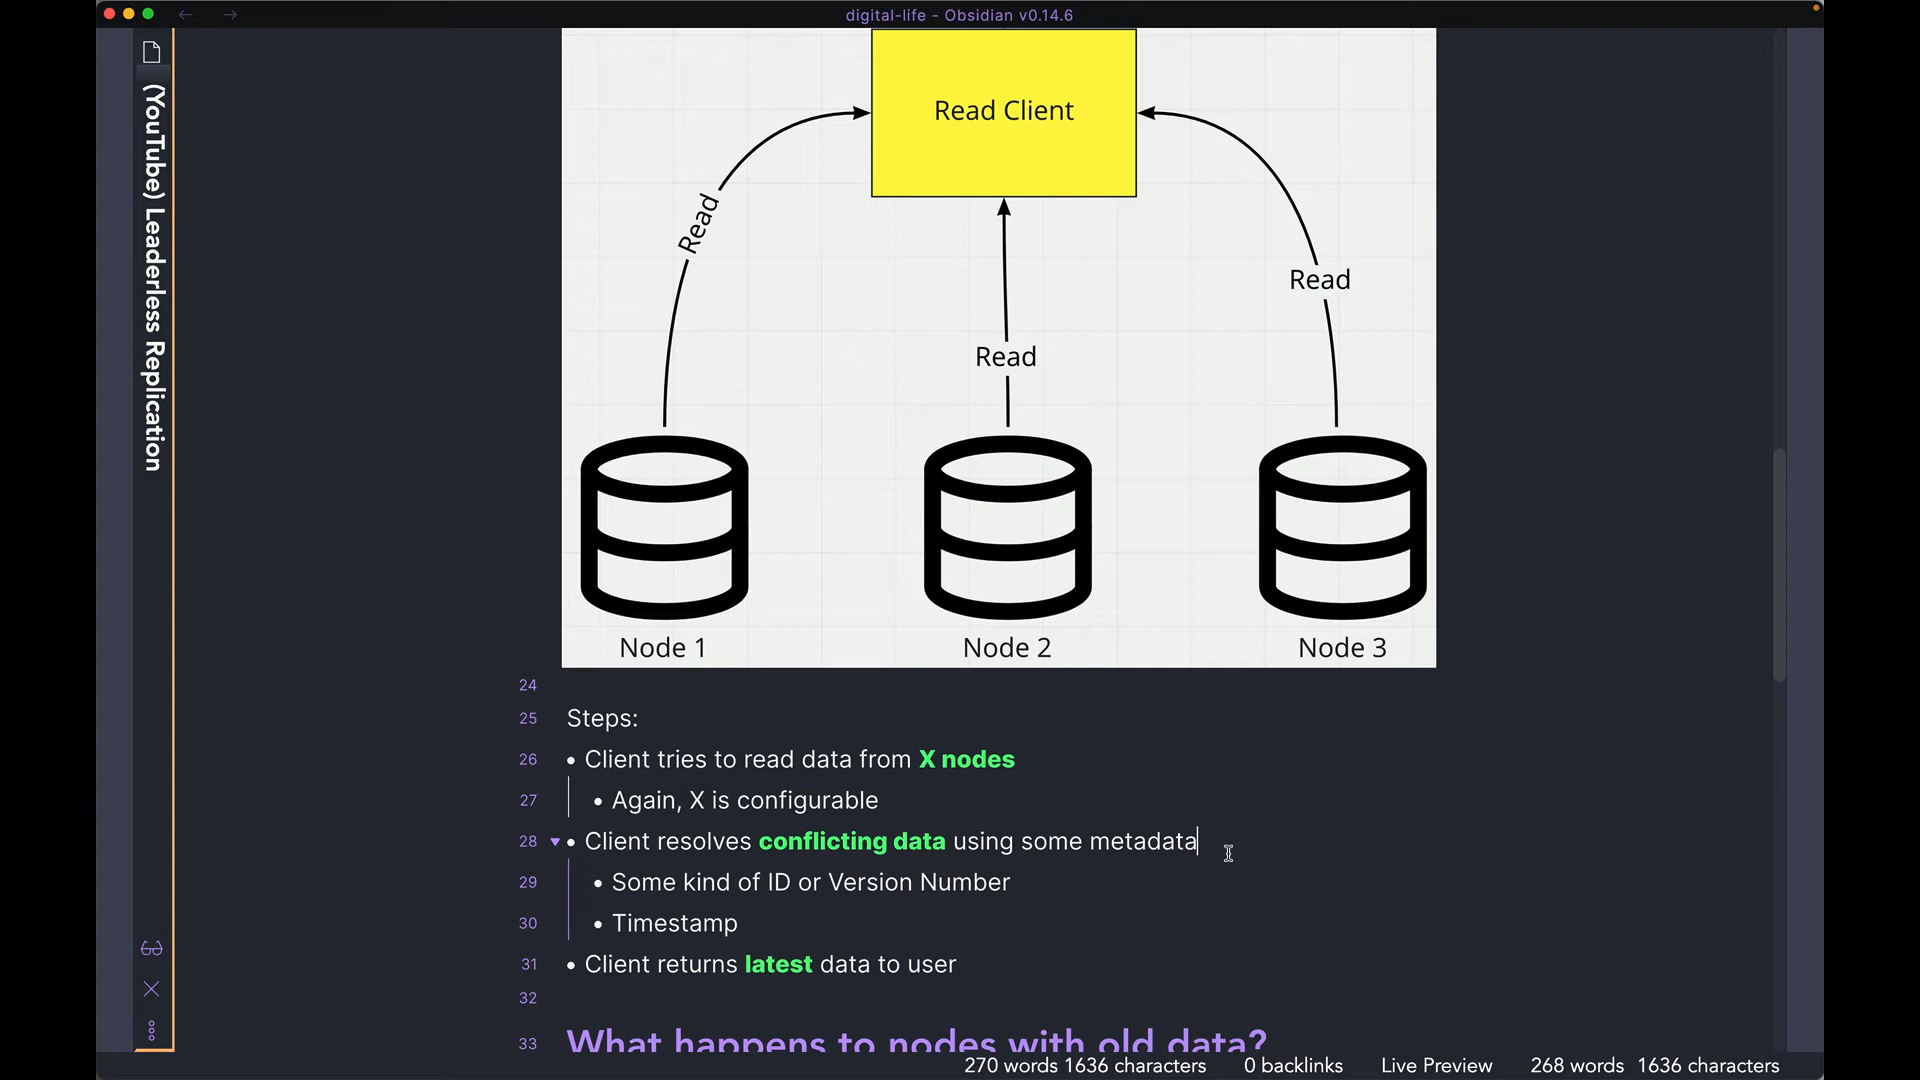 digital-life - Obsidian v0.14.6
(YouTube) Leaderless Replication
Read Client
Read
Read
Read
Node 1
Node 2
Node 3
24
25 Steps:
26 • Client tries to read data from X nodes
27 • Again, X is configurable
28 • Client resolves conflicting data using some metadata
29 • Some kind of ID or Version Number
30 • Timestamp
31 • Client returns latest data to user
32
33 What happens to nodes with old data?
270 words 1636 characters 0 backlinks Live Preview 268 words 1636 characters